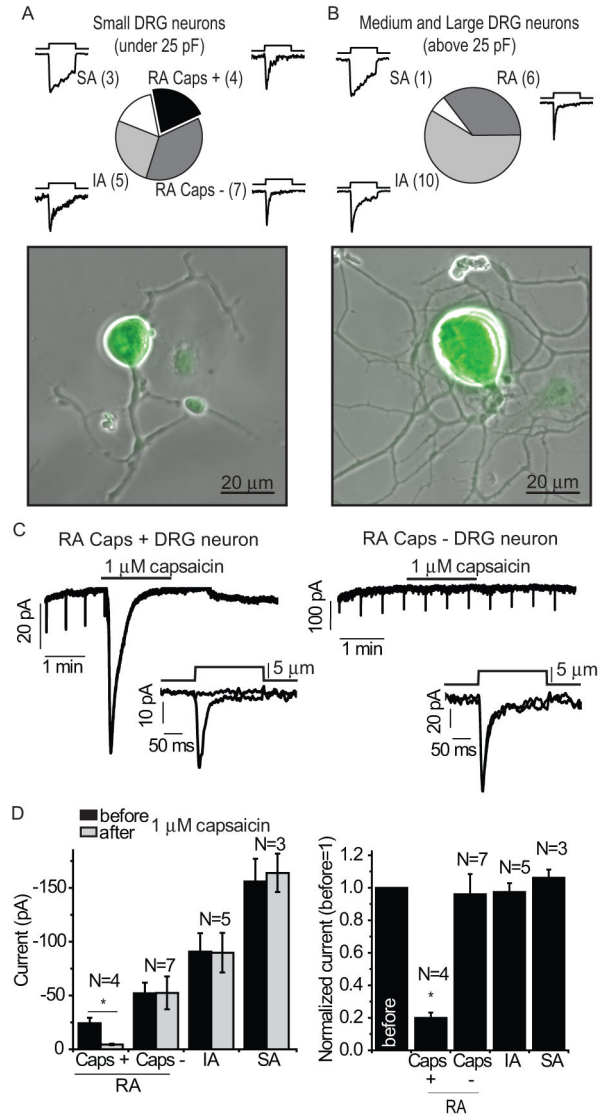 A
Small DRG neurons
(under 25 pF)
SA (3)
RA Caps + (4)
IA (5)
RA Caps - (7)
B
Medium and Large DRG neurons
(above 25 pF)
SA (1)
RA (6)
IA (10)
20 μm
20 μm
C
RA Caps + DRG neuron
1 μM capsaicin
20 pA
1 min
5 μm
10 pA
50 ms
RA Caps - DRG neuron
1 μM capsaicin
100 pA
1 min
5 μm
20 pA
50 ms
D
before
after
1 μM capsaicin
Current (pA)
-150
-100
-50
0
N=4
*
N=7
N=5
N=3
Caps +
Caps -
IA
SA
RA
Normalized current (before=1)
1.2
1.0
0.8
0.6
0.4
0.2
0.0
before
N=4
*
N=7
N=5
N=3
Caps
+
Caps
-
IA
SA
RA